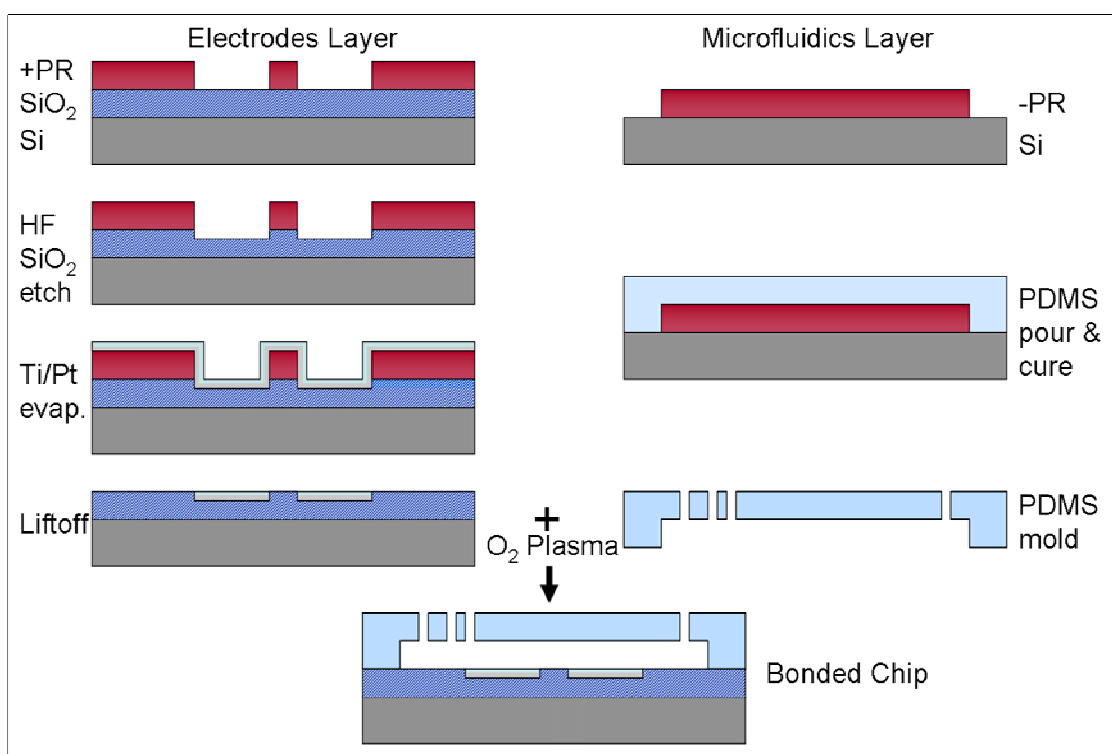 Electrodes Layer
+PR
SiO₂
Si
HF
SiO₂
etch
Ti/Pt
evap.
Liftoff
Microfluidics Layer
-PR
Si
PDMS
pour &
cure
PDMS
mold
+
O₂ Plasma
Bonded Chip